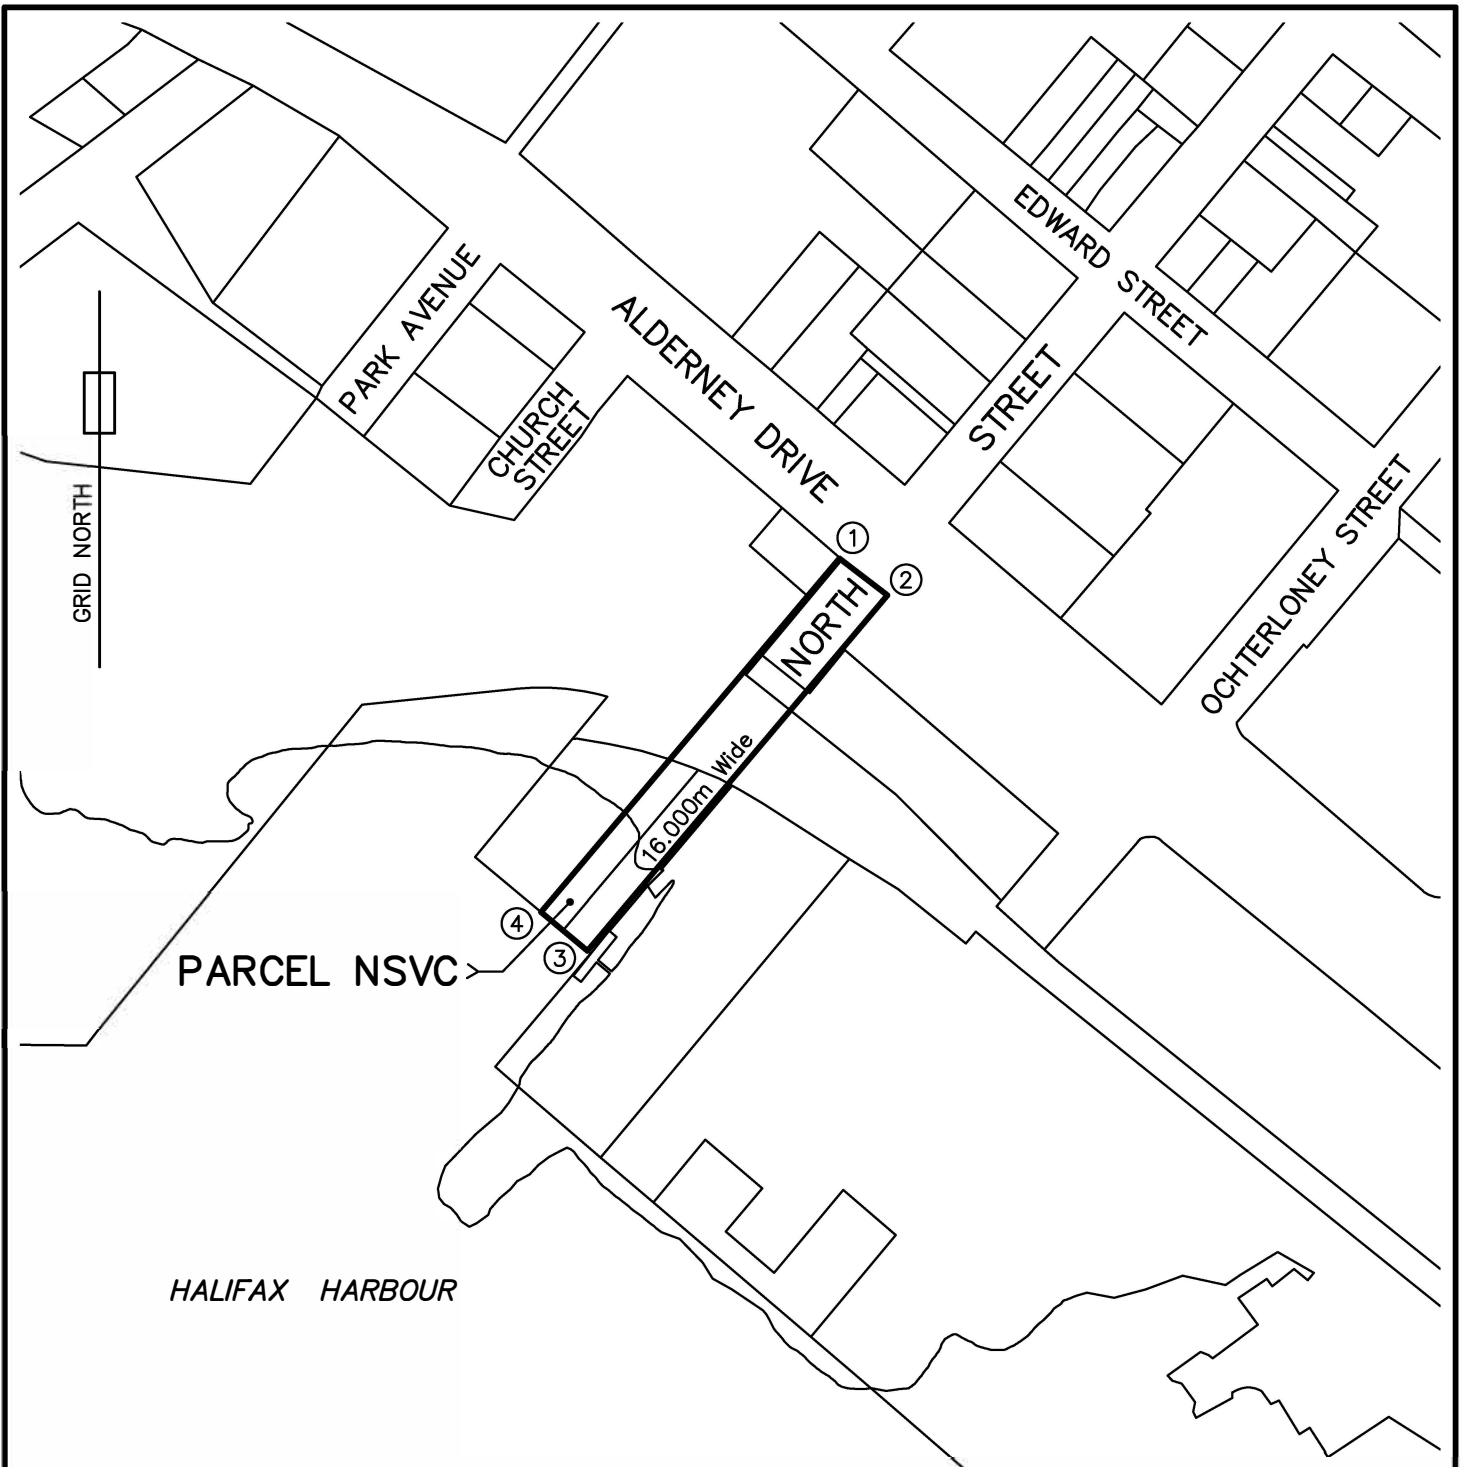 EDWARD STREET
PARK AVENUE
ALDERNEY DRIVE
CHURCH
STREET
NORTH STREET
OCHTERLONEY STREET
GRID NORTH
1
2
16.000m Wide
4
3
PARCEL NSVC
HALIFAX HARBOUR